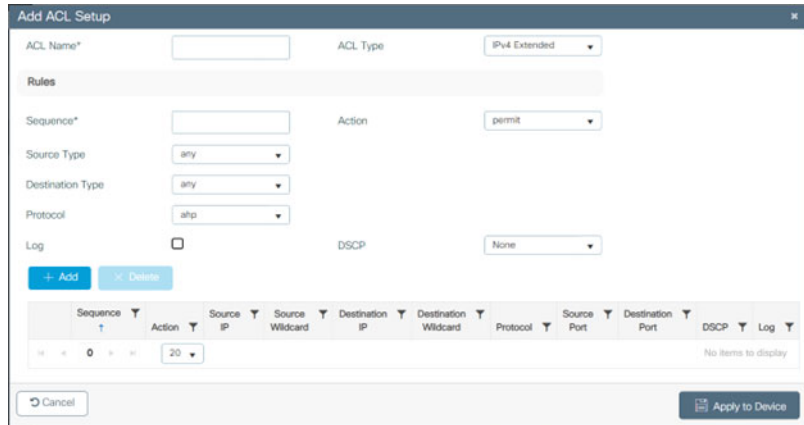 Add ACL Setup
ACL Name* ACL Type IPv4 Extended
Rules
Sequence* Action permit
Source Type any
Destination Type any
Protocol ahp
Log DSCP None
+ Add × Delete
Sequence ↑ Action Source IP Source Wildcard Destination IP Destination Wildcard Protocol Source Port Destination Port DSCP Log
0 20 No items to display
Cancel Apply to Device